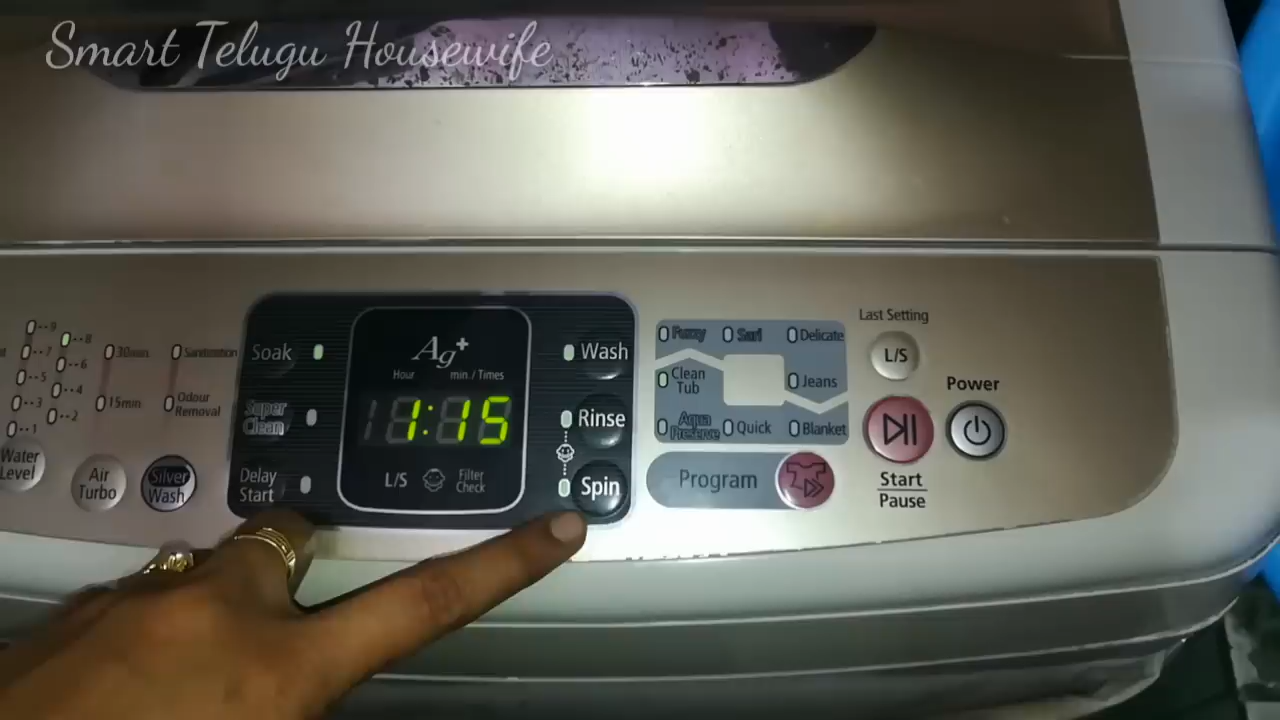 Smart Telugu Housewife
Last Setting
L/S
Power
Start
Pause
Fuzzy
Sari
Delicate
Clean
Tub
Jeans
Aqua
Preserve
Quick
Blanket
Program
Wash
Rinse
Spin
Ag+
Hour
min./Times
1:15
L/S
Filter
Check
Soak
Super
Clean
Delay
Start
9
8
7
6
5
4
3
2
1
30min.
15min
Sanitization
Odour
Removal
Water
Level
Air
Turbo
Silver
Wash